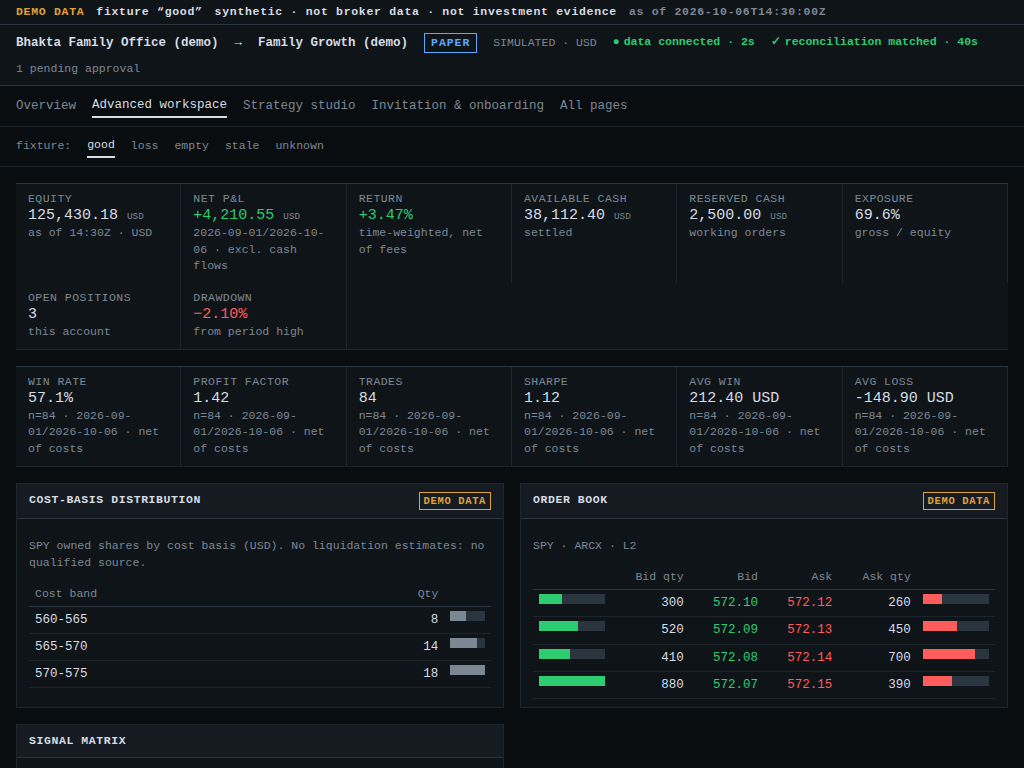 DEMO DATA fixture “good” synthetic · not broker data · not investment evidence as of 2026-10-06T14:30:00Z
Bhakta Family Office (demo) → Family Growth (demo) PAPER SIMULATED · USD ● data connected · 2s ✓ reconciliation matched · 40s
1 pending approval
Overview Advanced workspace Strategy studio Invitation & onboarding All pages
fixture: good loss empty stale unknown
EQUITY NET P&L RETURN AVAILABLE CASH RESERVED CASH EXPOSURE
125,430.18 USD +4,210.55 USD +3.47% 38,112.40 USD 2,500.00 USD 69.6%
as of 14:30Z · USD 2026-09-01/2026-10- time-weighted, net settled working orders gross / equity
06 · excl. cash of fees
flows
OPEN POSITIONS DRAWDOWN
3 −2.10%
this account from period high
WIN RATE PROFIT FACTOR TRADES SHARPE AVG WIN AVG LOSS
57.1% 1.42 84 1.12 212.40 USD -148.90 USD
n=84 · 2026-09- n=84 · 2026-09- n=84 · 2026-09- n=84 · 2026-09- n=84 · 2026-09- n=84 · 2026-09-
01/2026-10-06 · net 01/2026-10-06 · net 01/2026-10-06 · net 01/2026-10-06 · net 01/2026-10-06 · net 01/2026-10-06 · net
of costs of costs of costs of costs of costs of costs
COST-BASIS DISTRIBUTION DEMO DATA
SPY owned shares by cost basis (USD). No liquidation estimates: no
qualified source.
Cost band Qty
560-565 8
565-570 14
570-575 18
ORDER BOOK DEMO DATA
SPY · ARCX · L2
Bid qty Bid Ask Ask qty
300 572.10 572.12 260
520 572.09 572.13 450
410 572.08 572.14 700
880 572.07 572.15 390
SIGNAL MATRIX